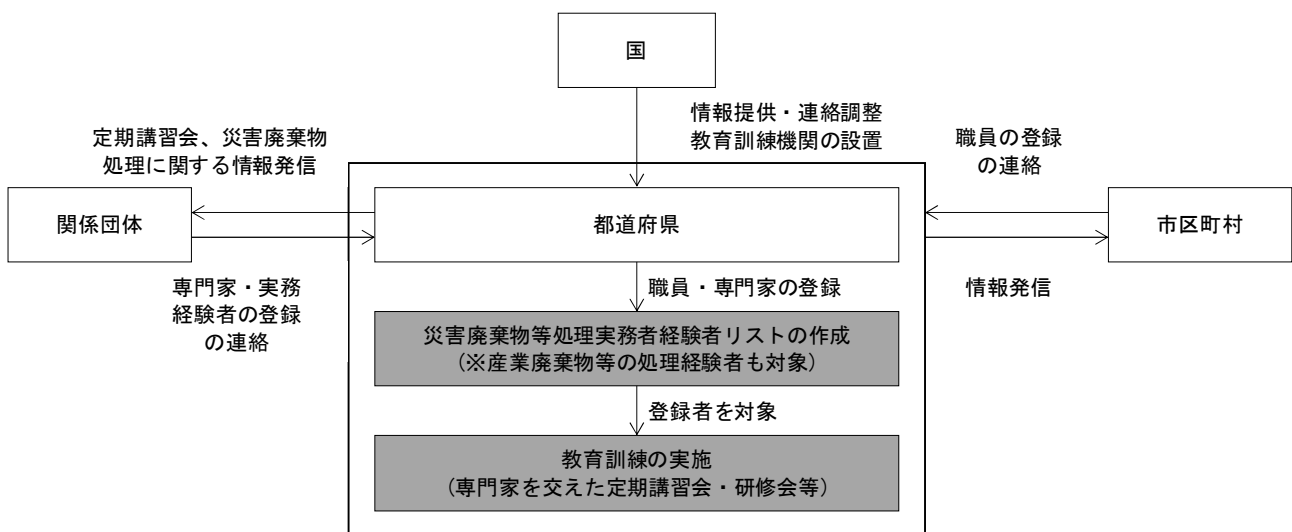 国
情報提供・連絡調整
教育訓練機関の設置
定期講習会、災害廃棄物
処理に関する情報発信
職員の登録
の連絡
関係団体
都道府県
市区町村
専門家・実務
経験者の登録
の連絡
職員・専門家の登録
情報発信
災害廃棄物等処理実務者経験者リストの作成
(※産業廃棄物等の処理経験者も対象)
登録者を対象
教育訓練の実施
(専門家を交えた定期講習会・研修会等)